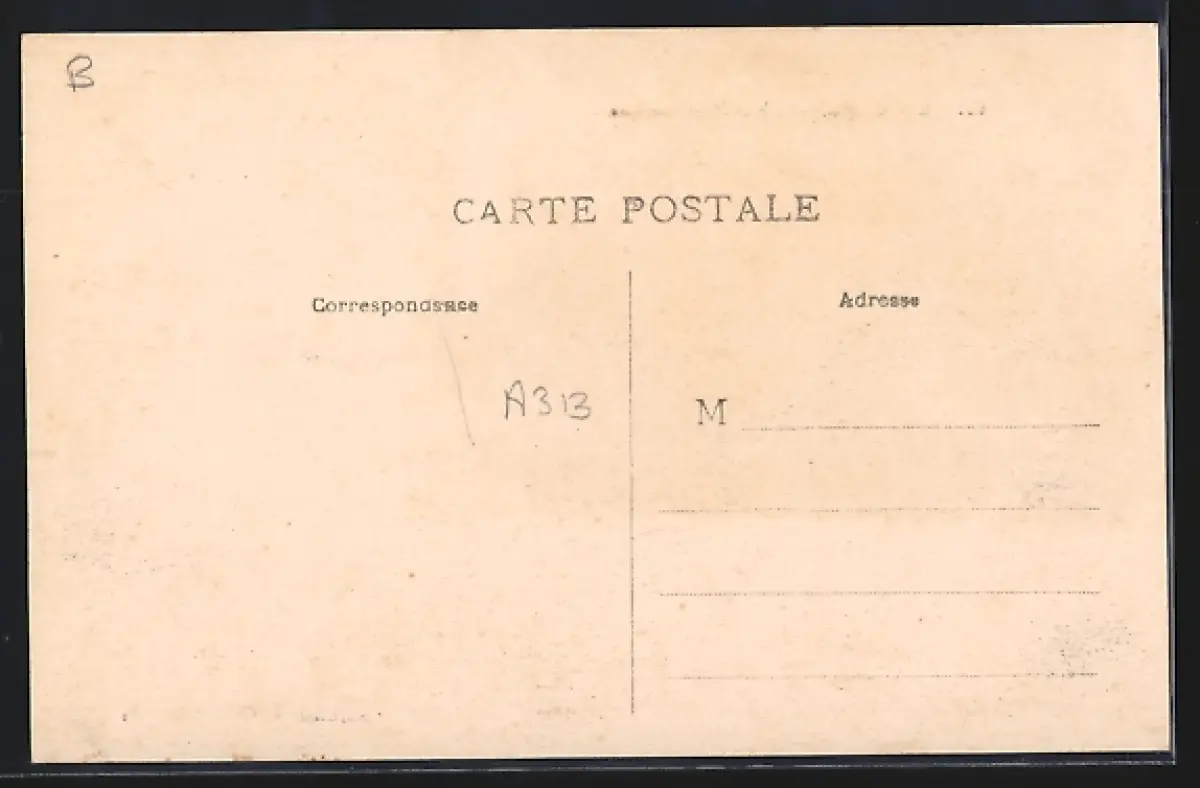 B
CARTE POSTALE
Correspondance
Adresse
A313
M